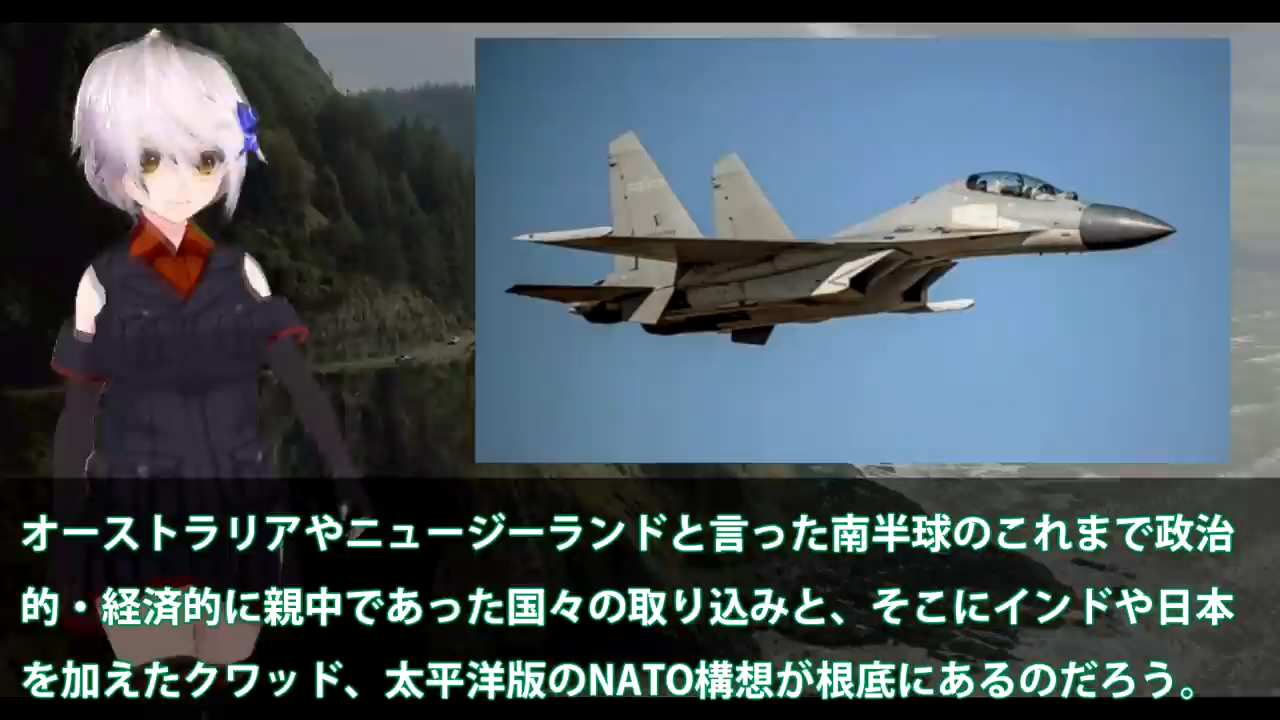 オーストラリアやニュージーランドと言った南半球のこれまで政治
的・経済的に親中であった国々の取り込みと、そこにインドや日本
を加えたクワッド、太平洋版のNATO構想が根底にあるのだろう。